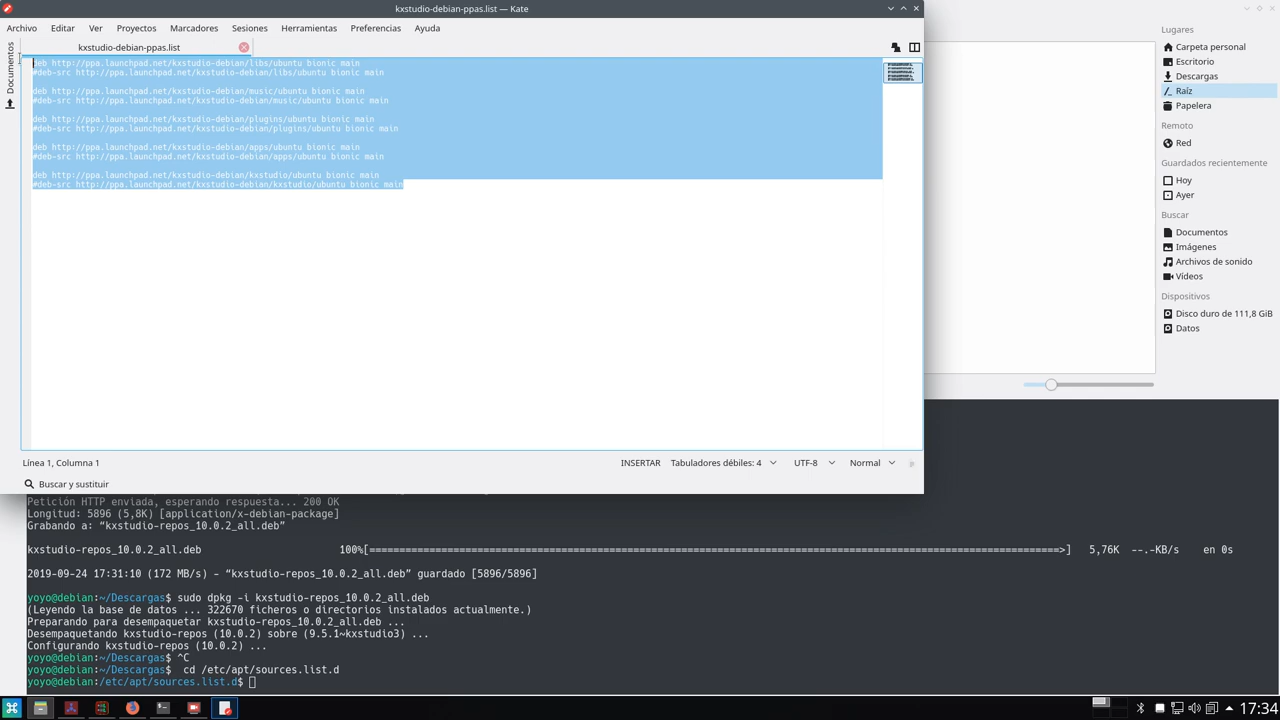 kxstudio-debian-ppas.list — Kate
Archivo Editar Ver Proyectos Marcadores Sesiones Herramientas Preferencias Ayuda
kxstudio-debian-ppas.list
Documentos
deb http://ppa.launchpad.net/kxstudio-debian/libs/ubuntu bionic main
#deb-src http://ppa.launchpad.net/kxstudio-debian/libs/ubuntu bionic main
deb http://ppa.launchpad.net/kxstudio-debian/music/ubuntu bionic main
#deb-src http://ppa.launchpad.net/kxstudio-debian/music/ubuntu bionic main
deb http://ppa.launchpad.net/kxstudio-debian/plugins/ubuntu bionic main
#deb-src http://ppa.launchpad.net/kxstudio-debian/plugins/ubuntu bionic main
deb http://ppa.launchpad.net/kxstudio-debian/apps/ubuntu bionic main
#deb-src http://ppa.launchpad.net/kxstudio-debian/apps/ubuntu bionic main
deb http://ppa.launchpad.net/kxstudio-debian/kxstudio/ubuntu bionic main
#deb-src http://ppa.launchpad.net/kxstudio-debian/kxstudio/ubuntu bionic main
Línea 1, Columna 1 INSERTAR Tabuladores débiles: 4 UTF-8 Normal
Buscar y sustituir
Lugares
Carpeta personal
Escritorio
Descargas
Raíz
Papelera
Remoto
Red
Guardados recientemente
Hoy
Ayer
Buscar
Documentos
Imágenes
Archivos de sonido
Vídeos
Dispositivos
Disco duro de 111,8 GiB
Datos
Petición HTTP enviada, esperando respuesta... 200 OK
Longitud: 5896 (5,8K) [application/x-debian-package]
Grabando a: “kxstudio-repos_10.0.2_all.deb”
kxstudio-repos_10.0.2_all.deb 100%[==========================================================================================>] 5,76K --.-KB/s en 0s
2019-09-24 17:31:10 (172 MB/s) - “kxstudio-repos_10.0.2_all.deb” guardado [5896/5896]
yoyo@debian:~/Descargas$ sudo dpkg -i kxstudio-repos_10.0.2_all.deb
(Leyendo la base de datos ... 322670 ficheros o directorios instalados actualmente.)
Preparando para desempaquetar kxstudio-repos_10.0.2_all.deb ...
Desempaquetando kxstudio-repos (10.0.2) sobre (9.5.1~kxstudio3) ...
Configurando kxstudio-repos (10.0.2) ...
yoyo@debian:~/Descargas$ ^C
yoyo@debian:~/Descargas$  cd /etc/apt/sources.list.d
yoyo@debian:/etc/apt/sources.list.d$
17:34